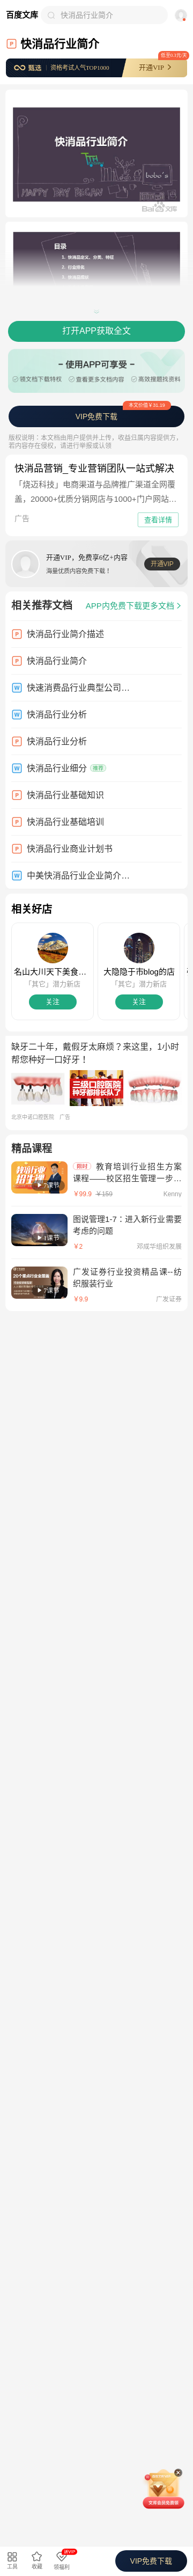 百度文库
快消品行业简介
快消品行业简介
低至0.3元/天
甄选 资格考试人气TOP1000
开通VIP
快消品行业简介
WHEN I WAS A KID
WHY DAY BEGAN
bobo's
目录
1、快消品定义、分类、特征
打开APP获取全文
使用APP可享受
领文档下载特权
查看更多文档内容
高效搜题找资料
本文价值¥31.19
VIP免费下载
版权说明：本文档由用户提供并上传，收益归属内容提供方，若内容存在侵权，请进行举报或认领
快消品营销_专业营销团队一站式解决
「烧迈科技」电商渠道与品牌推广渠道全网覆盖，20000+优质分销网店与1000+门户网站...
广告
查看详情
开通VIP，免费享6亿+内容
海量优质内容免费下载！
开通VIP
相关推荐文档
APP内免费下载更多文档
快消品行业简介描述
快消品行业简介
快速消费品行业典型公司...
快消品行业分析
快消品行业分析
快消品行业细分
推荐
快消品行业基础知识
快消品行业基础培训
快消品行业商业计划书
中美快消品行业企业简介...
相关好店
名山大川天下美食...
「其它」潜力新店
关注
大隐隐于市blog的店
「其它」潜力新店
关注
缺牙二十年，戴假牙太麻烦？来这里，1小时帮您种好一口好牙！
三级口腔医院
种牙都排长队了
北京中诺口腔医院 广告
精品课程
限时
教育培训行业招生方案课程——校区招生管理一步...
¥99.9 ¥159
Kenny
图说管理1-7：进入新行业需要考虑的问题
¥2
邓成华组织发展
广发证券行业投资精品课--纺织服装行业
¥9.9
广发证券
工具
收藏
领福利
送VIP
VIP免费下载